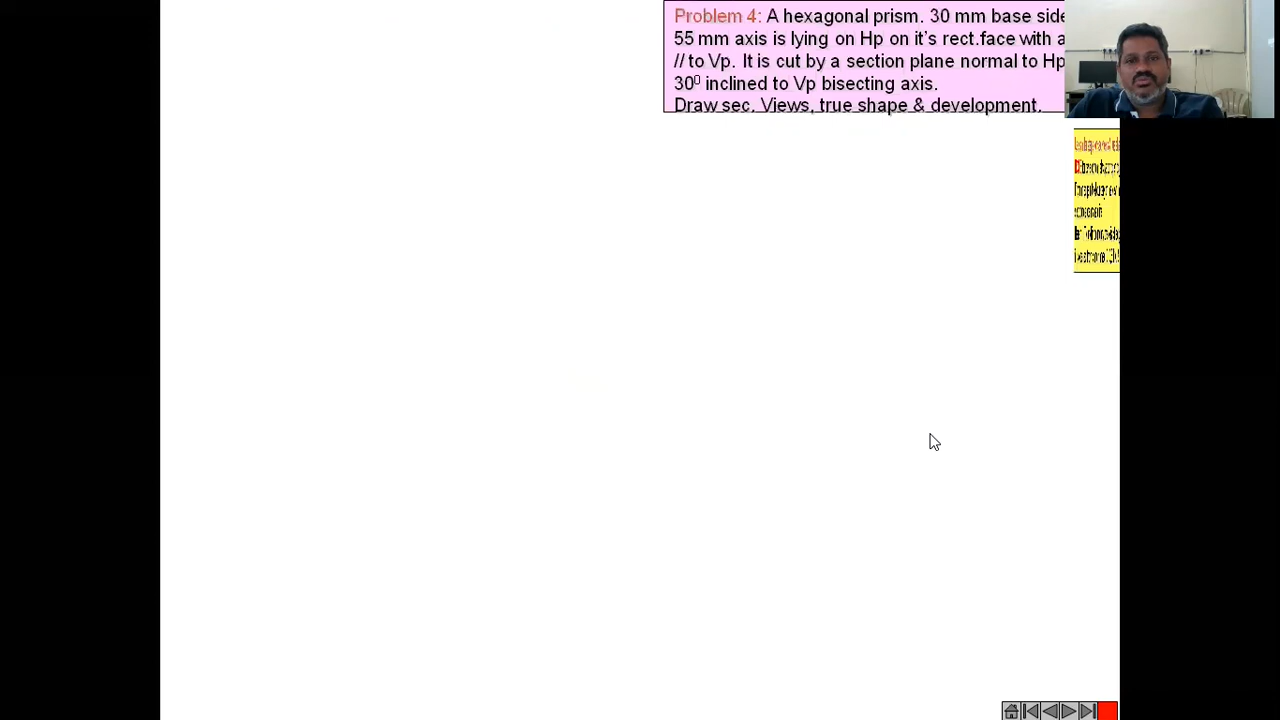 Problem 4: A hexagonal prism. 30 mm base side
55 mm axis is lying on Hp on it's rect.face with a
// to Vp. It is cut by a section plane normal to Hp
30⁰ inclined to Vp bisecting axis.
Draw sec. Views, true shape & development.